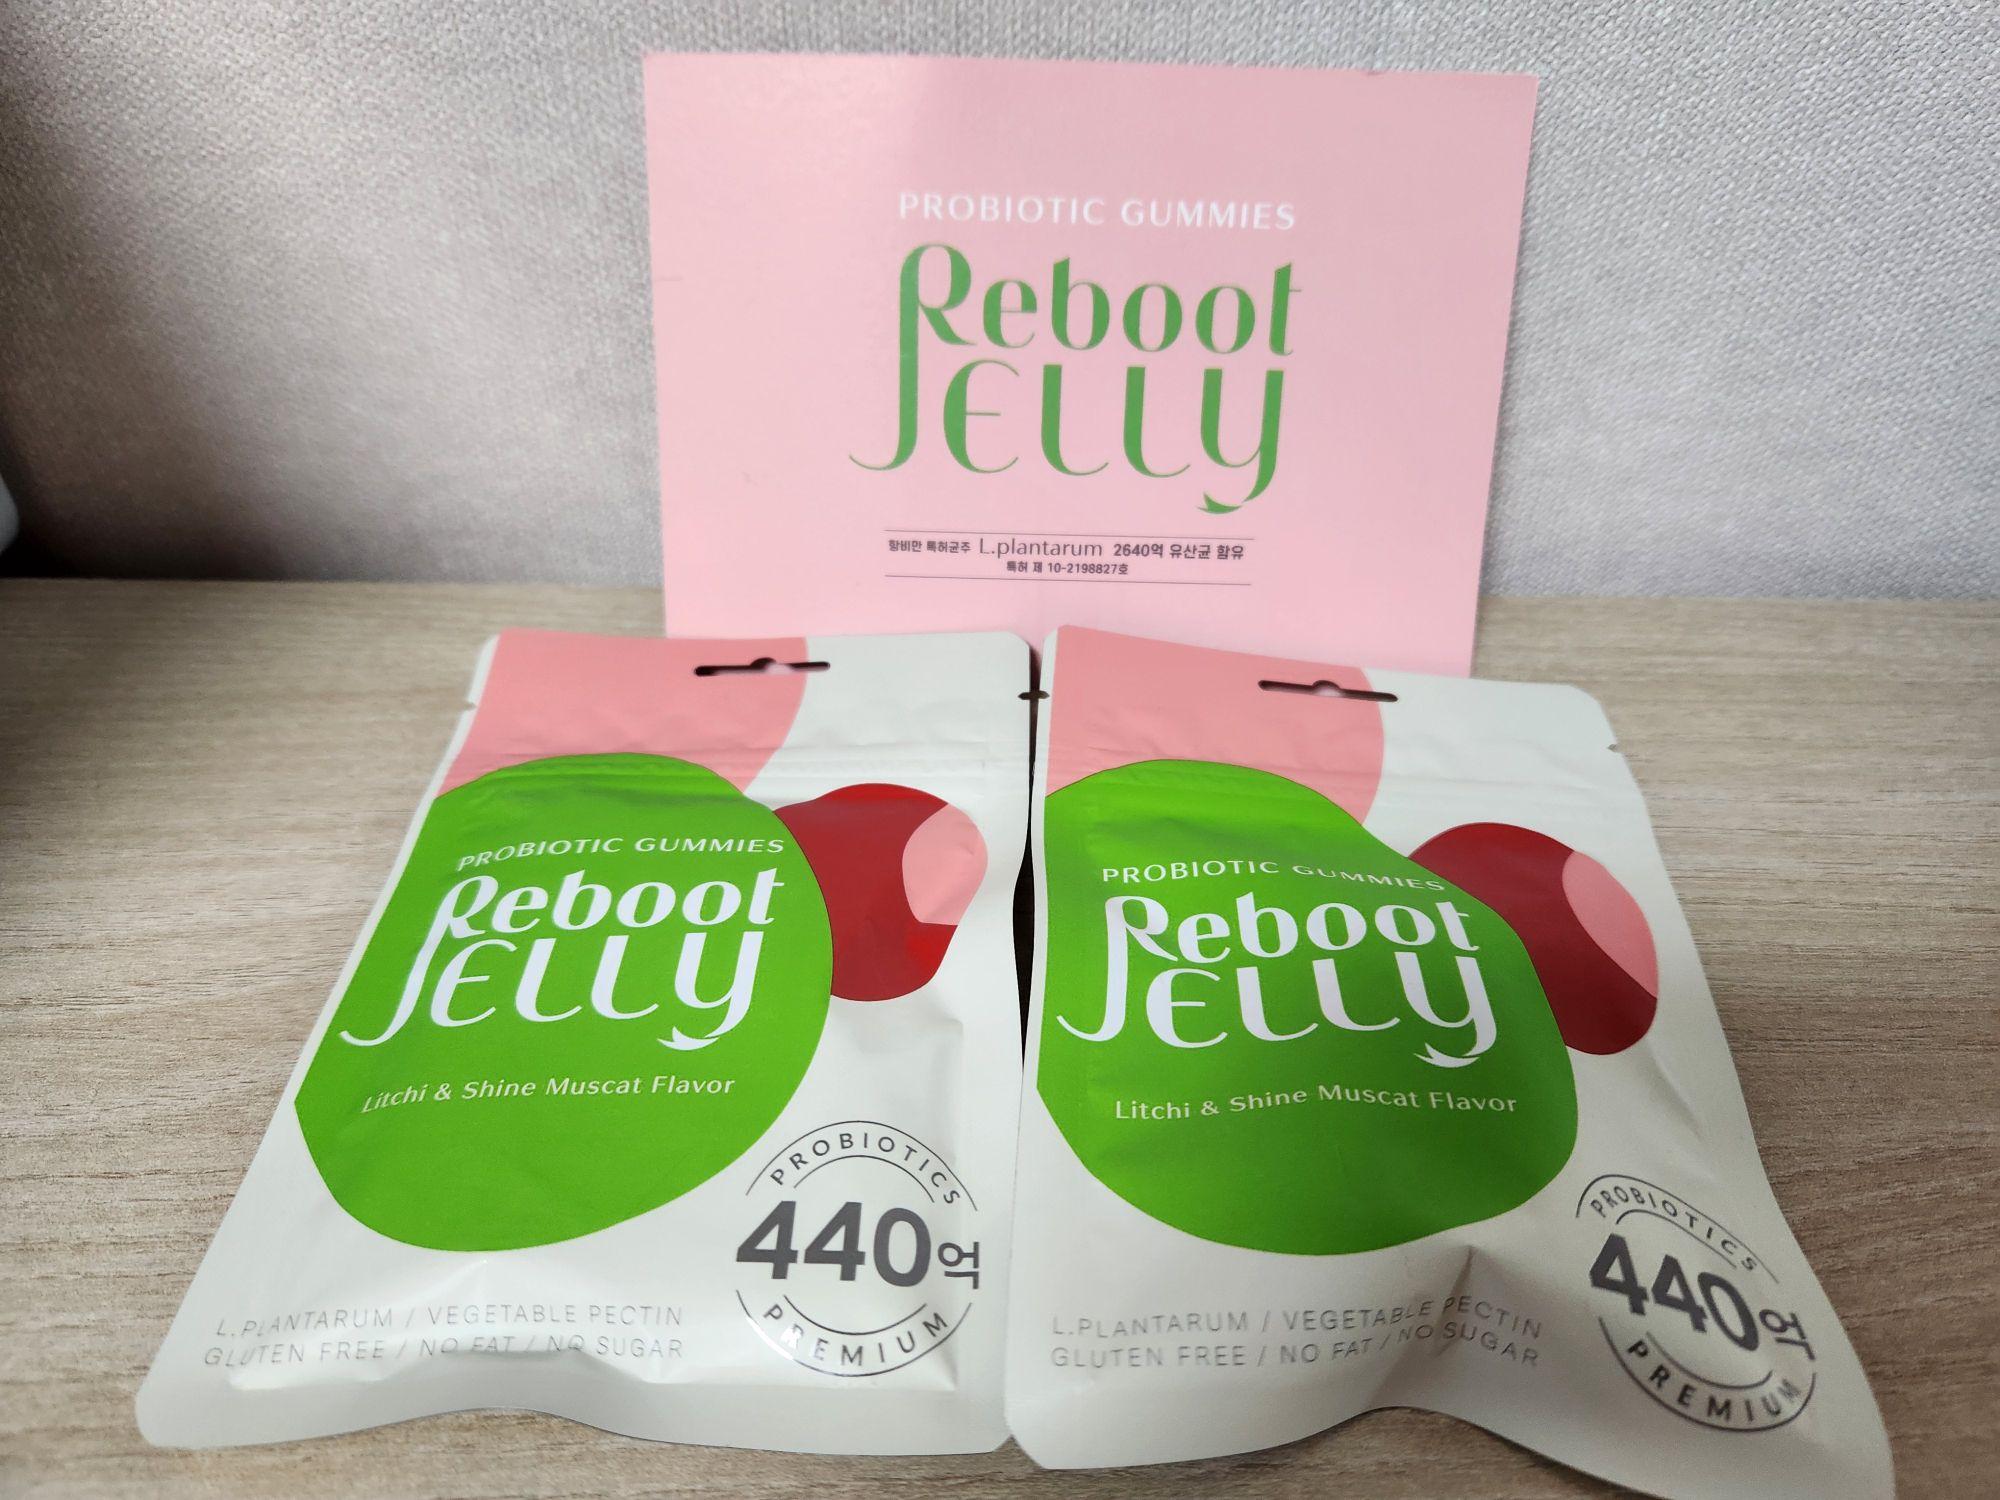 PROBIOTIC GUMMIES
Reboot
JELLY
항비만 특허균주 L.plantarum 2640억 유산균 함유
특허 제 10-2198827호
PROBIOTIC GUMMIES
Reboot
JELLY
Litchi & Shine Muscat Flavor
PROBIOTICS
440억
PREMIUM
L.PLANTARUM / VEGETABLE PECTIN
GLUTEN FREE / NO FAT / NO SUGAR
PROBIOTIC GUMMIES
Reboot
JELLY
Litchi & Shine Muscat Flavor
PROBIOTICS
440억
PREMIUM
L.PLANTARUM / VEGETABLE PECTIN
GLUTEN FREE / NO FAT / NO SUGAR